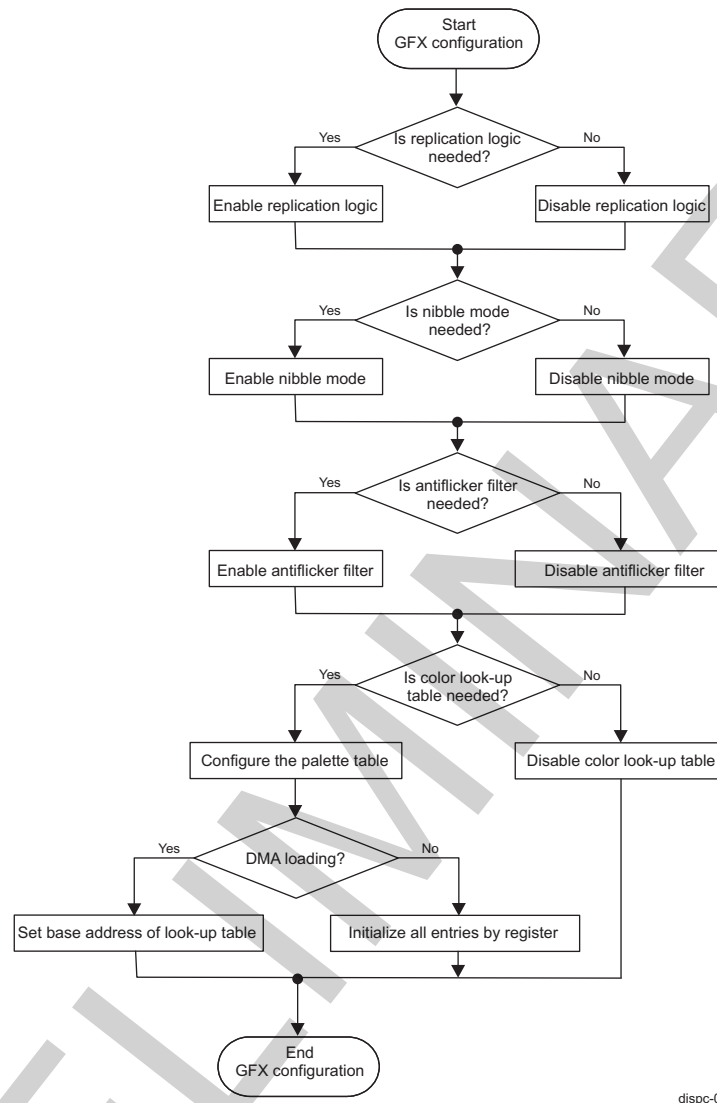 Start
GFX configuration
Yes
Is replication logic
needed?
No
Enable replication logic
Disable replication logic
Yes
Is nibble mode
needed?
No
Enable nibble mode
Disable nibble mode
Yes
Is antiflicker filter
needed?
No
Enable antiflicker filter
Disable antiflicker filter
Yes
Is color look-up
table needed?
No
Configure the palette table
Disable color look-up table
Yes
DMA loading?
No
Set base address of look-up table
Initialize all entries by register
End
GFX configuration